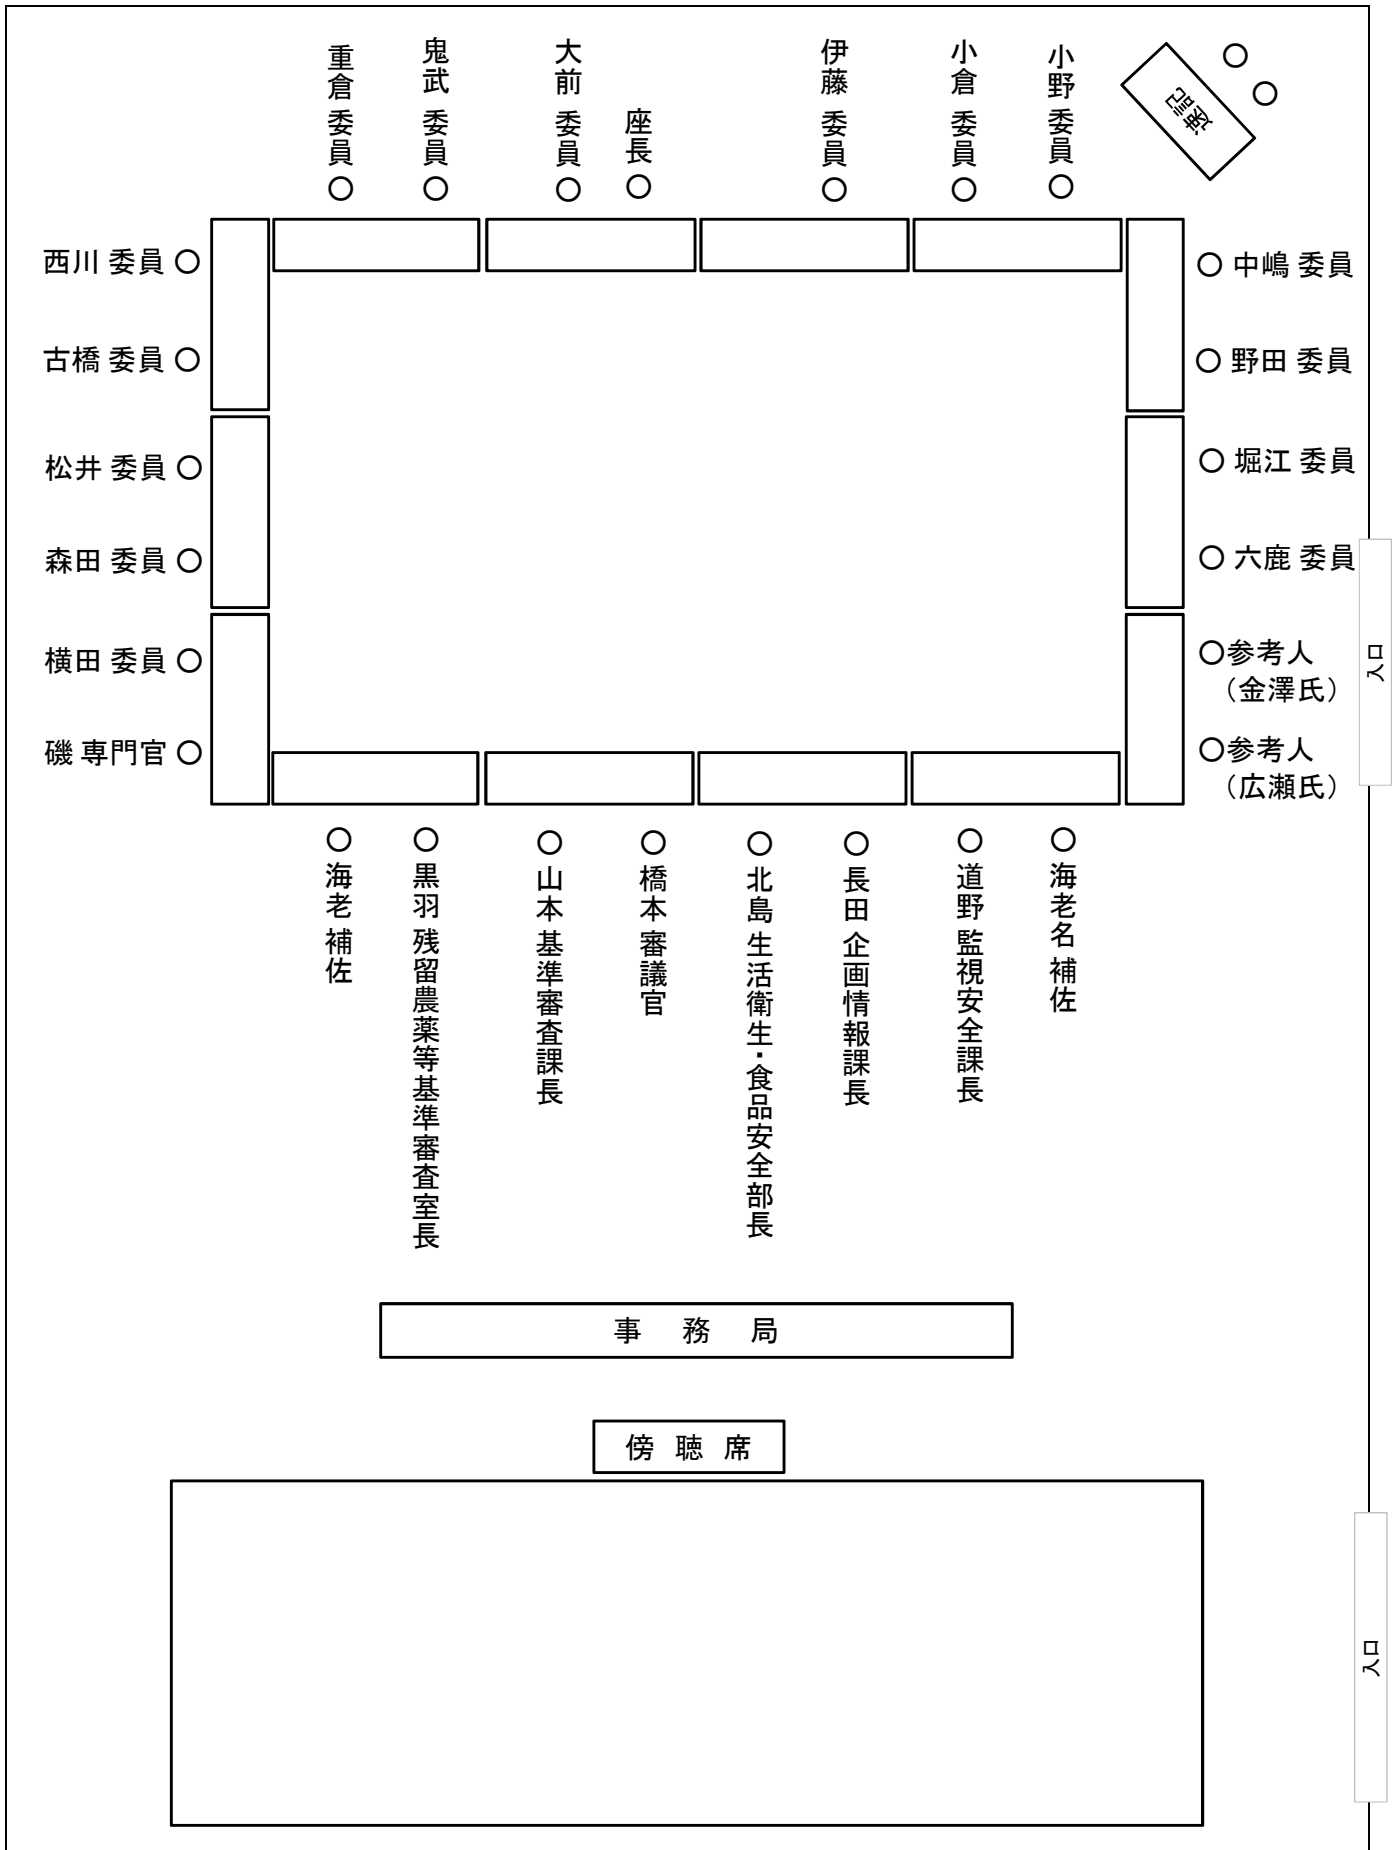 重倉 委員
鬼武 委員
大前 委員
座長
伊藤 委員
小倉 委員
小野 委員
速記
西川 委員
古橋 委員
松井 委員
森田 委員
横田 委員
磯 専門官
中嶋 委員
野田 委員
堀江 委員
六鹿 委員
参考人
（金澤氏）
参考人
（広瀬氏）
入口
海老 補佐
黒羽 残留農薬等基準審査室長
山本 基準審査課長
橋本 審議官
北島 生活衛生・食品安全部長
長田 企画情報課長
道野 監視安全課長
海老名 補佐
事 務 局
傍 聴 席
入口